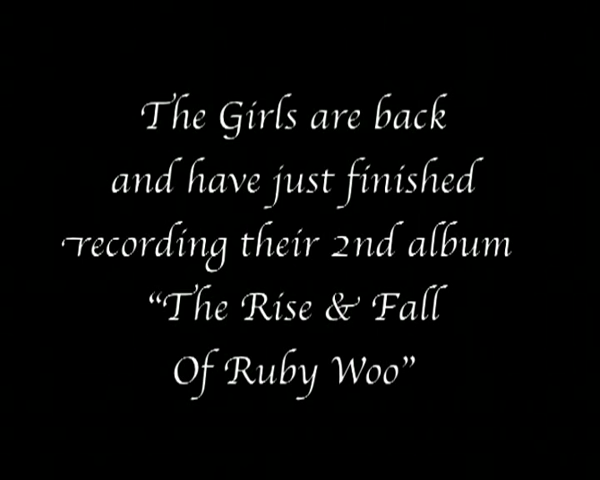 The Girls are back
and have just finished
recording their 2nd album
“The Rise & Fall
Of Ruby Woo”